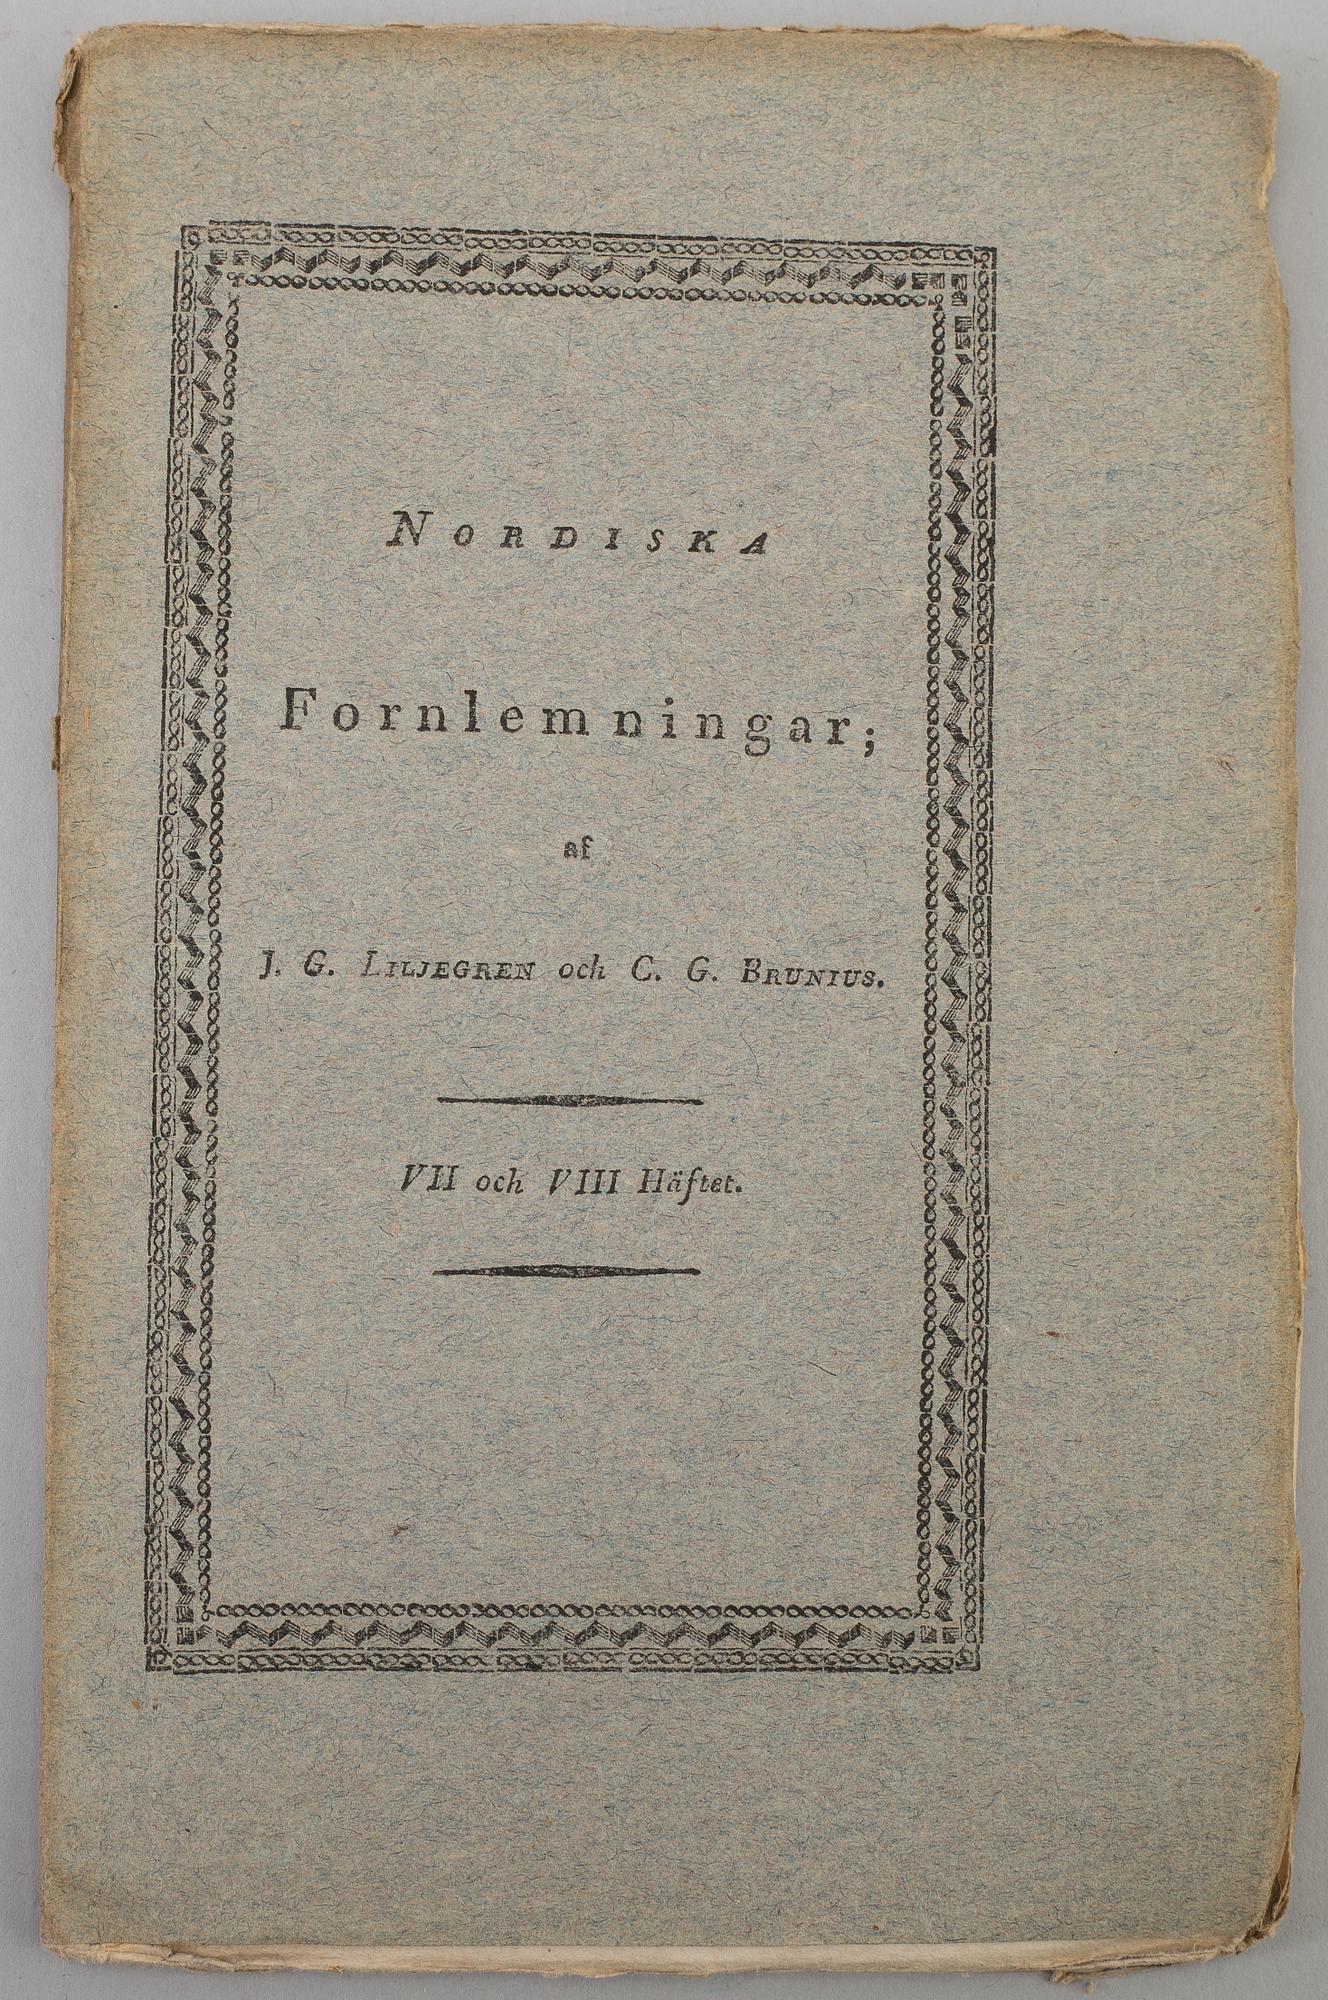 NORDISKA
Fornlemningar;
af
J. G. LILJEGREN och C. G. BRUNIUS.
VII och VIII Häftet.